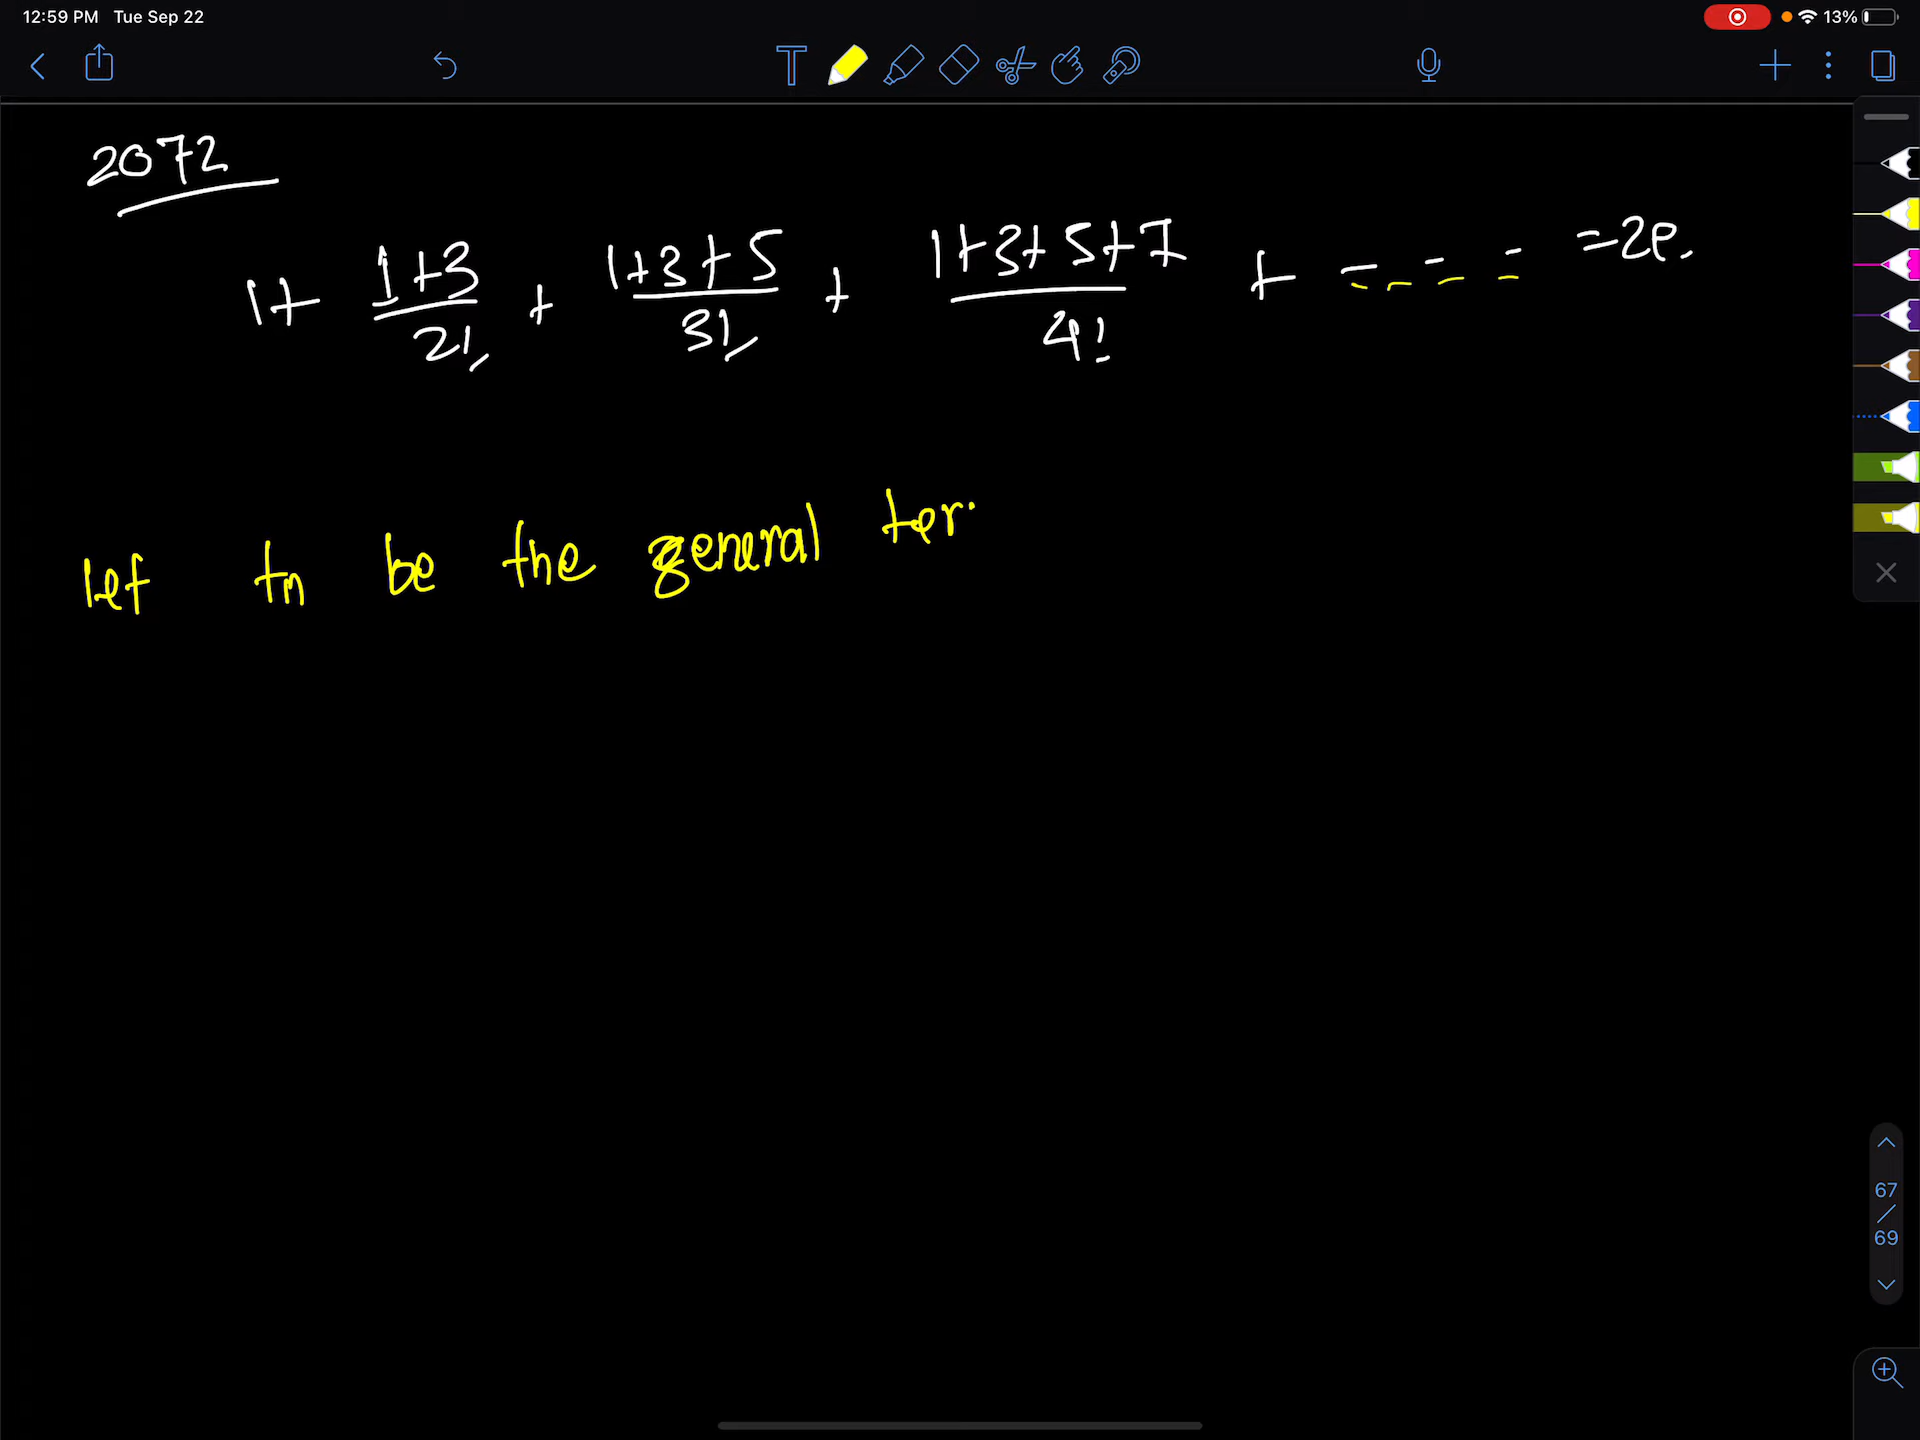 12:59 PM Tue Sep 22 13%
2072
1 + (1+3)/2! + (1+3+5)/3! + (1+3+5+7)/4! + ---- = 2e.
let tn be the general ter
67
/
69